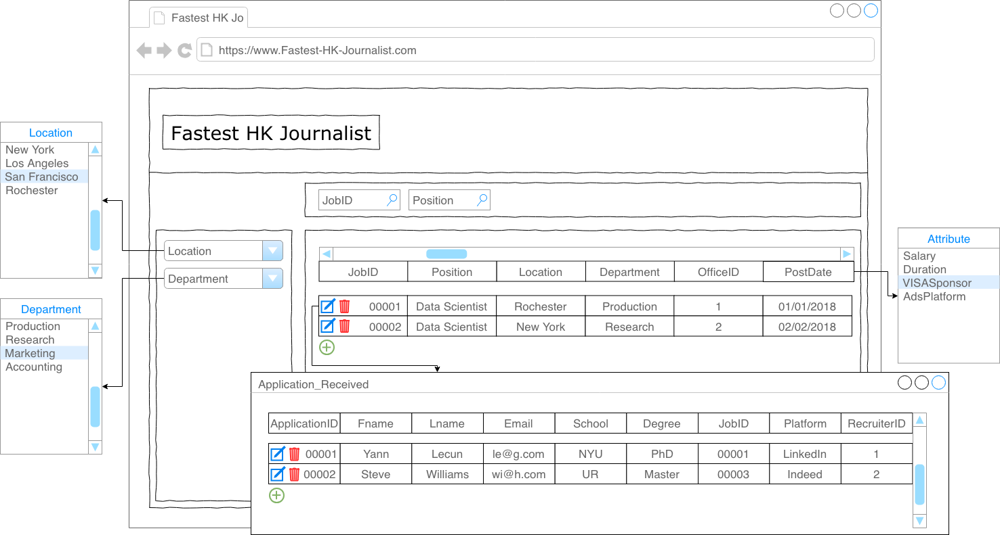 Fastest HK Jo
https://www.Fastest-HK-Journalist.com
Fastest HK Journalist
Location
New York
Los Angeles
San Francisco
Rochester
JobID Position
Location
Department
Department
Production
Research
Marketing
Accounting
JobID Position Location Department OfficeID PostDate
00001 Data Scientist Rochester Production 1 01/01/2018
00002 Data Scientist New York Research 2 02/02/2018
Attribute
Salary
Duration
VISASponsor
AdsPlatform
Application_Received
ApplicationID Fname Lname Email School Degree JobID Platform RecruiterID
00001 Yann Lecun le@g.com NYU PhD 00001 LinkedIn 1
00002 Steve Williams wi@h.com UR Master 00003 Indeed 2